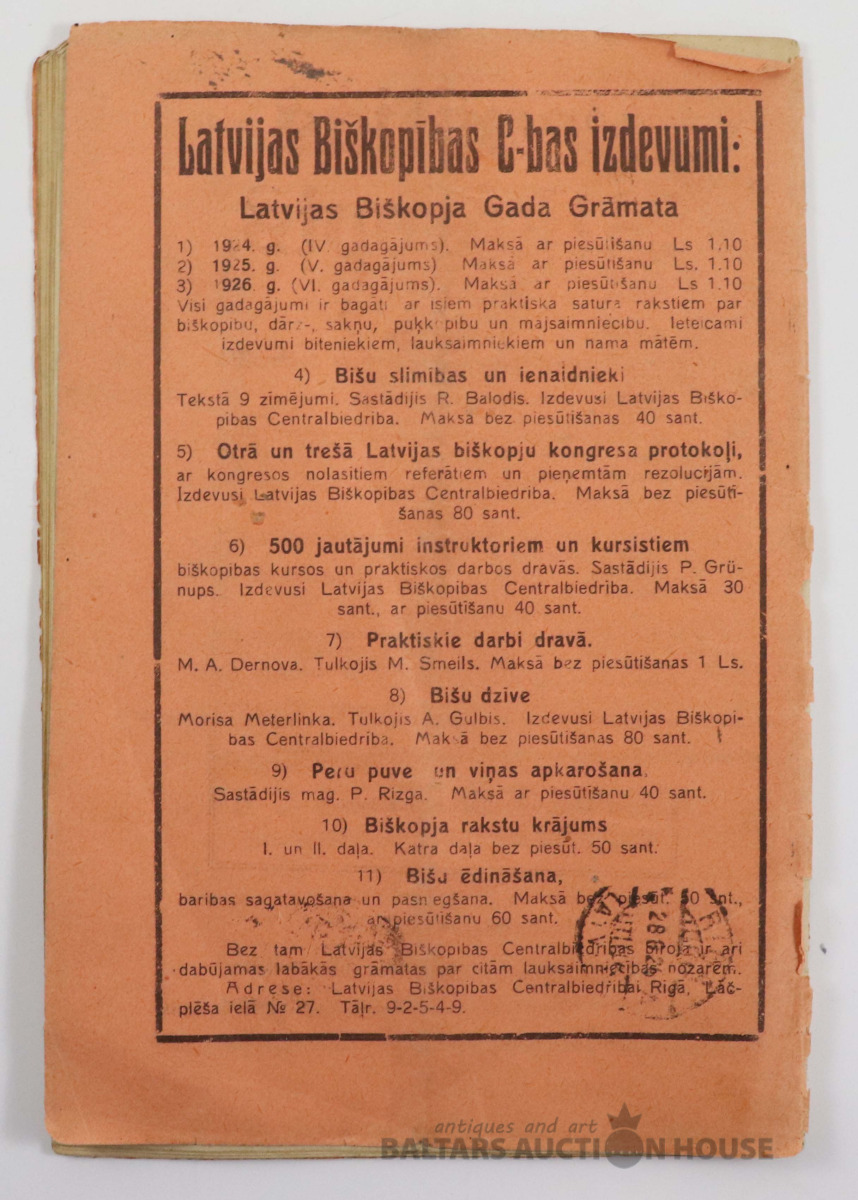 Latvijas Biškopības C-bas izdevumi:
Latvijas Biškopja Gada Grāmata
1) 1924. g. (IV. gadagājums). Maksā ar piesūtīšanu Ls 1.10
2) 1925. g. (V. gadagājums) Maksā ar piesūtīšanu Ls. 1.10
3) 1926. g. (VI. gadagājums). Maksā ar piesūtīšanu Ls 1.10
Visi gadagājumi ir bagāti ar īsiem praktiska satura rakstiem par
biškopību, dārz-, sakņu, puķkopību un mājsaimniecību. Ieteicami
izdevumi biteniekiem, lauksaimniekiem un nama mātēm.
4) Bišu slimības un ienaidnieki
Tekstā 9 zīmējumi. Sastādījis R. Balodis. Izdevusi Latvijas Biško-
pības Centralbiedrība. Maksā bez piesūtīšanas 40 sant.
5) Otrā un trešā Latvijas biškopju kongresa protokoļi,
ar kongresos nolasītiem referātiem un pieņemtām rezolucijām.
Izdevusi Latvijas Biškopības Centralbiedrība. Maksā bez piesūtī-
šanas 80 sant.
6) 500 jautājumi instruktoriem un kursistiem
biškopības kursos un praktiskos darbos dravās. Sastādījis P. Grū-
nups. Izdevusi Latvijas Biškopības Centralbiedrība. Maksā 30
sant., ar piesūtīšanu 40 sant.
7) Praktiskie darbi dravā.
M. A. Dernova. Tulkojis M. Smeils. Maksā bez piesūtīšanas 1 Ls.
8) Bišu dzīve
Morisa Meterlinka. Tulkojis A. Gulbis. Izdevusi Latvijas Biškopī-
bas Centralbiedrība. Maksā bez piesūtīšanas 80 sant.
9) Peru puve un viņas apkarošana.
Sastādījis mag. P. Rizga. Maksā ar piesūtīšanu 40 sant.
10) Biškopja rakstu krājums
I. un II. daļa. Katra daļa bez piesūt. 50 sant.
11) Bišu ēdināšana,
barības sagatavošana un pasniegšana. Maksā bez piesūt. 50 snt.,
ar piesūtīšanu 60 sant.
Bez tam Latvijas Biškopības Centralbiedrības birojā ir arī
dabūjamas labākās grāmatas par citām lauksaimniecības nozarēm.
Adrese: Latvijas Biškopības Centralbiedrībai Rīgā, Lāč-
plēša ielā № 27. Tāļr. 9-2-5-4-9.
antiques and art
BALTARS AUCTION HOUSE